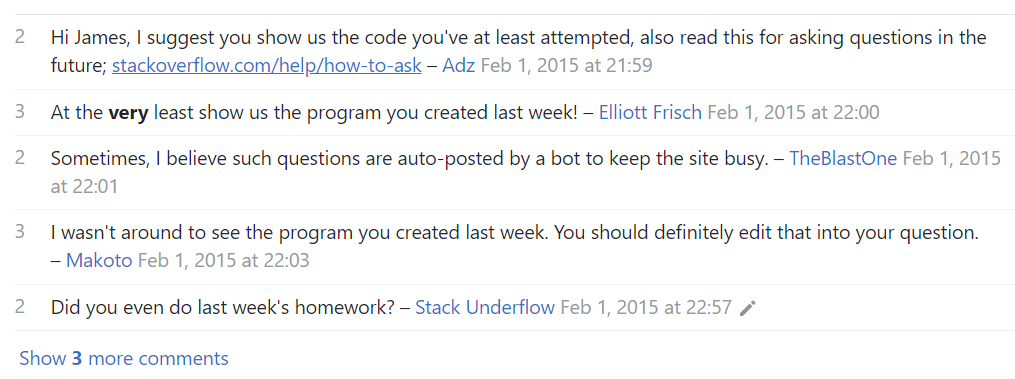 2 Hi James, I suggest you show us the code you've at least attempted, also read this for asking questions in the
future; stackoverflow.com/help/how-to-ask – Adz Feb 1, 2015 at 21:59
3 At the very least show us the program you created last week! – Elliott Frisch Feb 1, 2015 at 22:00
2 Sometimes, I believe such questions are auto-posted by a bot to keep the site busy. – TheBlastOne Feb 1, 2015
at 22:01
3 I wasn't around to see the program you created last week. You should definitely edit that into your question.
– Makoto Feb 1, 2015 at 22:03
2 Did you even do last week's homework? – Stack Underflow Feb 1, 2015 at 22:57
Show 3 more comments